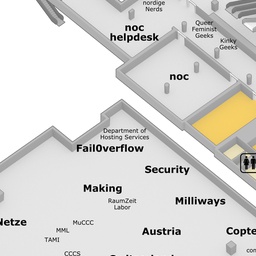 nordige
Nerds
noc
helpdesk
Queer
Feminist
Geeks
Kinky
Geeks
noc
Department of
Hosting Services
Fail0verflow
Security
Making
RaumZeit
Labor
Milliways
Netze
MuCCC
MML
TAMI
Austria
CCCS